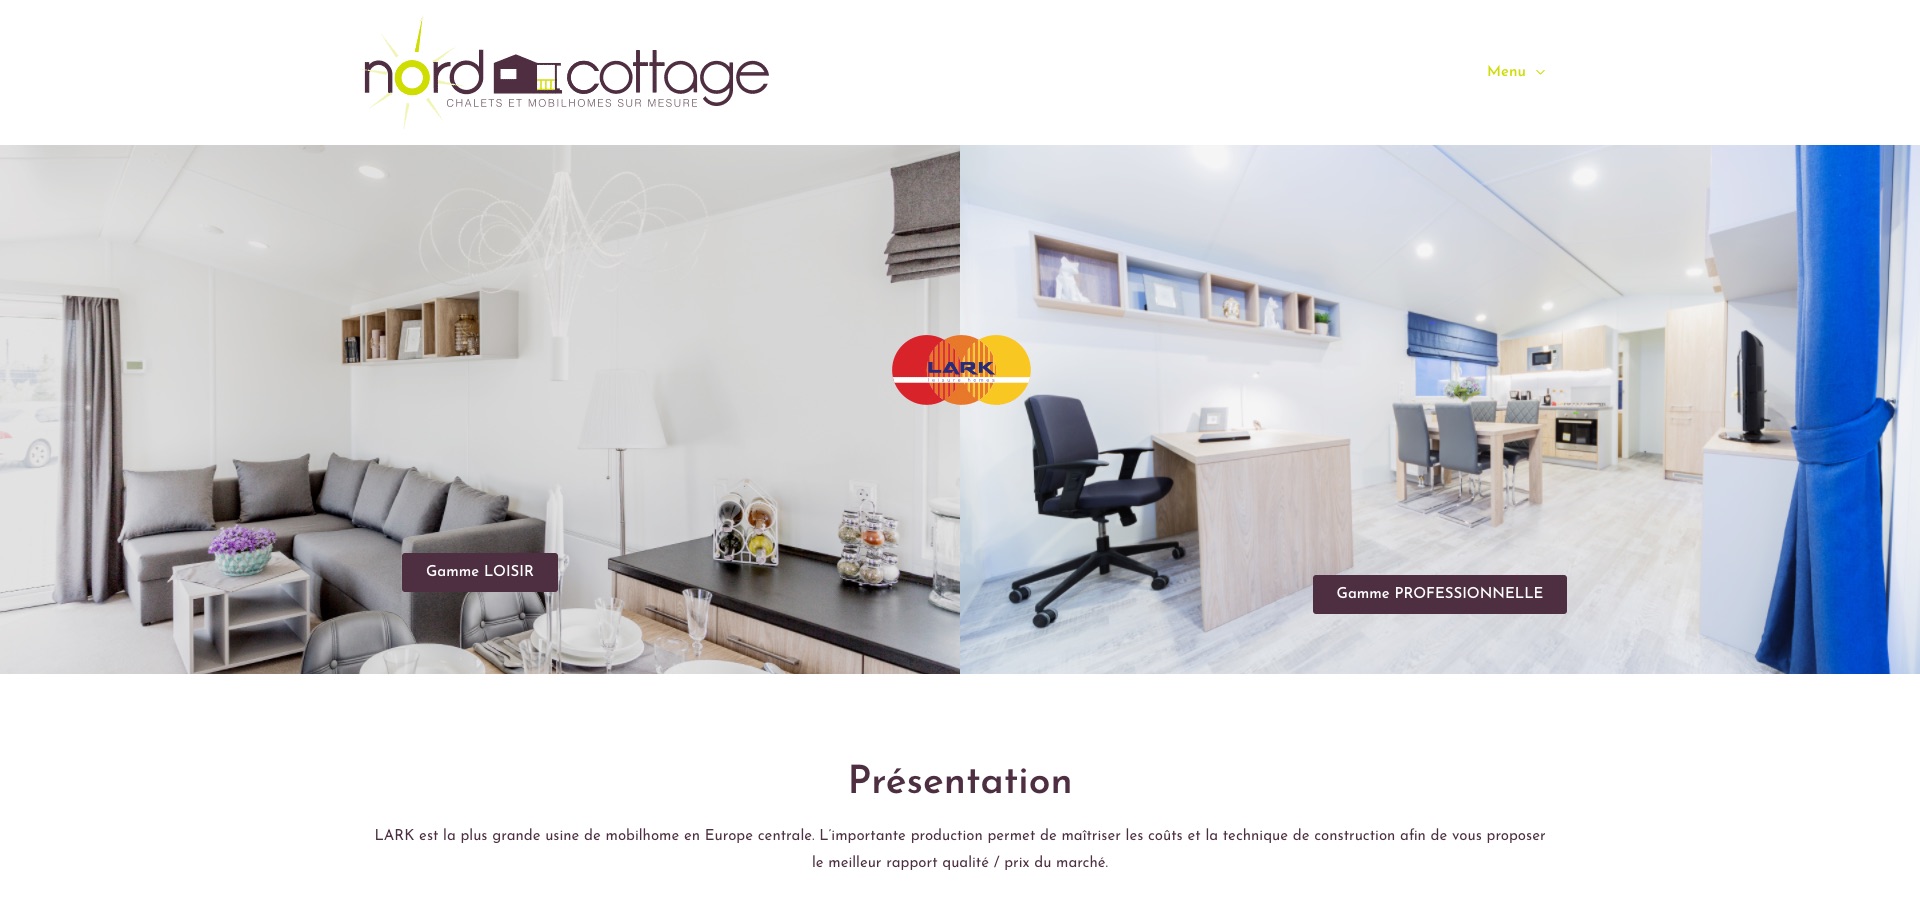 nord cottage
CHALETS ET MOBILHOMES SUR MESURE
Menu
LARK
leisure homes
Gamme LOISIR
Gamme PROFESSIONNELLE
Présentation
LARK est la plus grande usine de mobilhome en Europe centrale. L’importante production permet de maîtriser les coûts et la technique de construction afin de vous proposer
le meilleur rapport qualité / prix du marché.